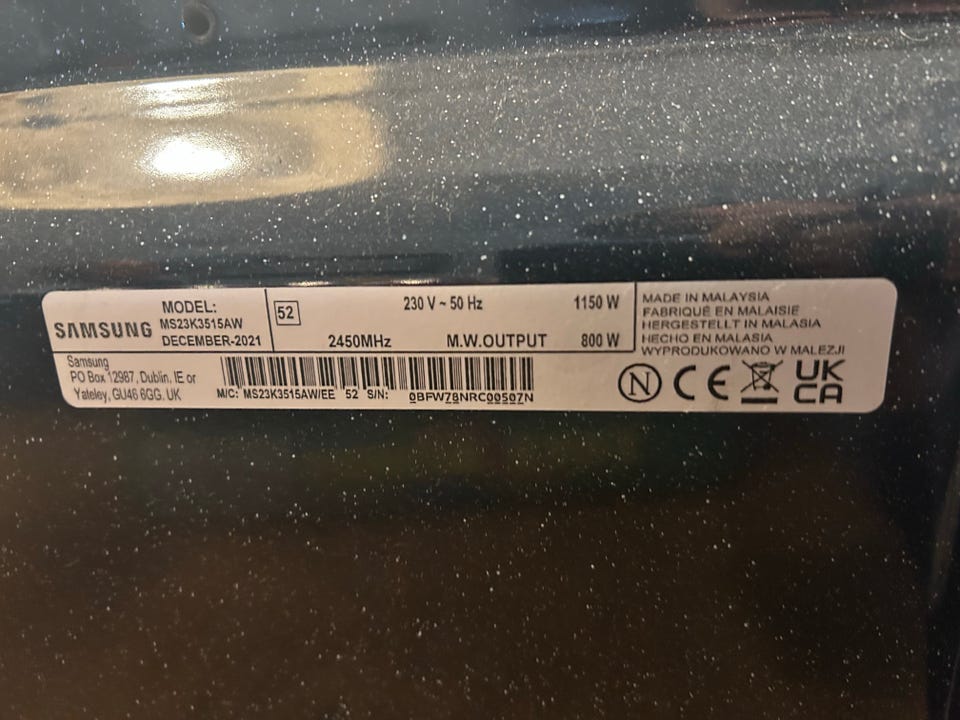 SAMSUNG
MODEL:
MS23K3515AW
DECEMBER-2021
52
230 V ~ 50 Hz 1150 W
2450MHz M.W.OUTPUT 800 W
MADE IN MALAYSIA
FABRIQUÉ EN MALAISIE
HERGESTELLT IN MALASIA
HECHO EN MALASIA
WYPRODUKOWANO W MALEZJI
Samsung
PO Box 12987, Dublin, IE or
Yateley, GU46 6GG. UK
M/C: MS23K3515AW/EE 52 S/N: 0BFW78NRC00507N
N CE UK
CA